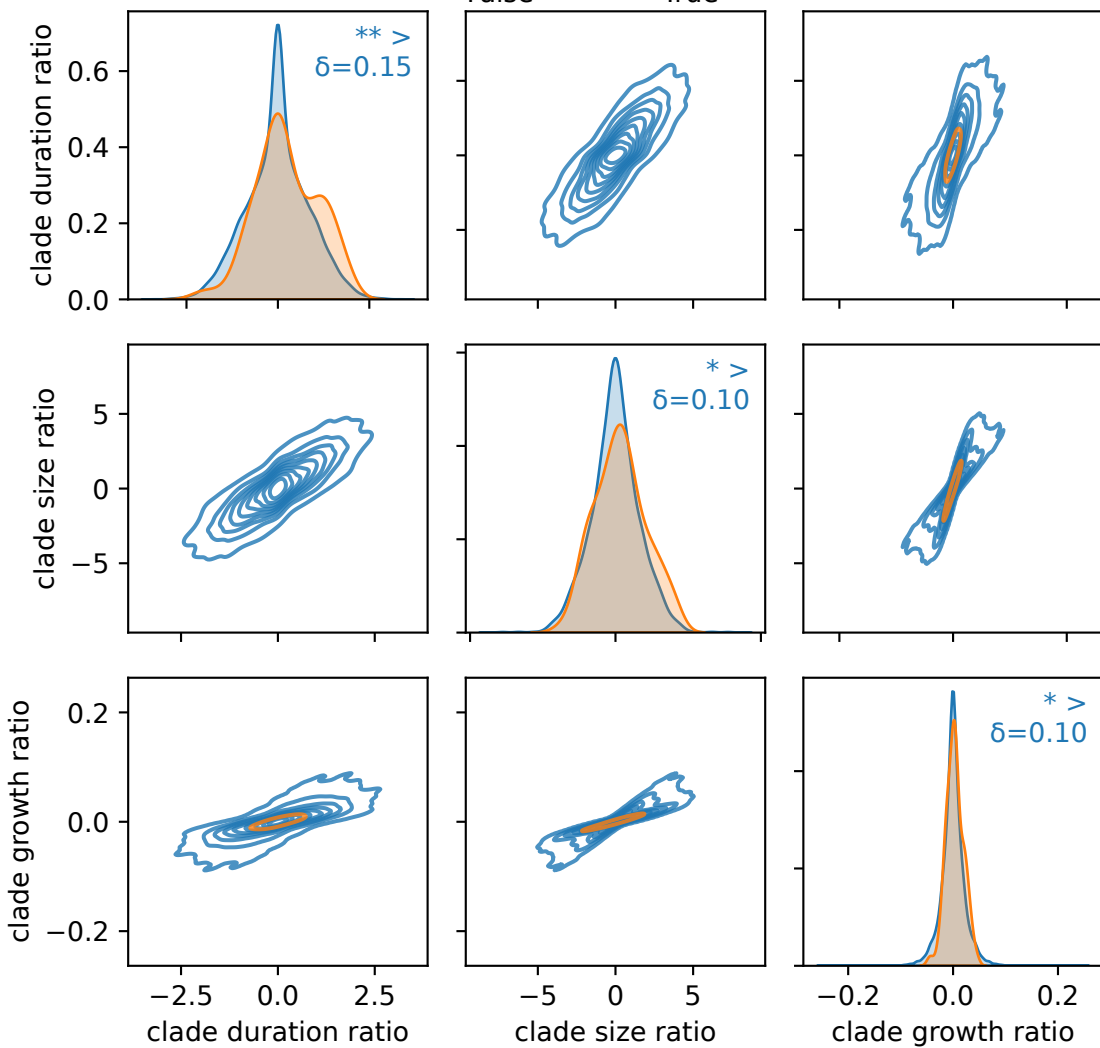 clade duration ratio
0.6
0.4
0.2
0.0
** >
δ=0.15
clade size ratio
5
0
−5
* >
δ=0.10
clade growth ratio
0.2
0.0
−0.2
* >
δ=0.10
−2.5 0.0 2.5
−5 0 5
−0.2 0.0 0.2
clade duration ratio
clade size ratio
clade growth ratio